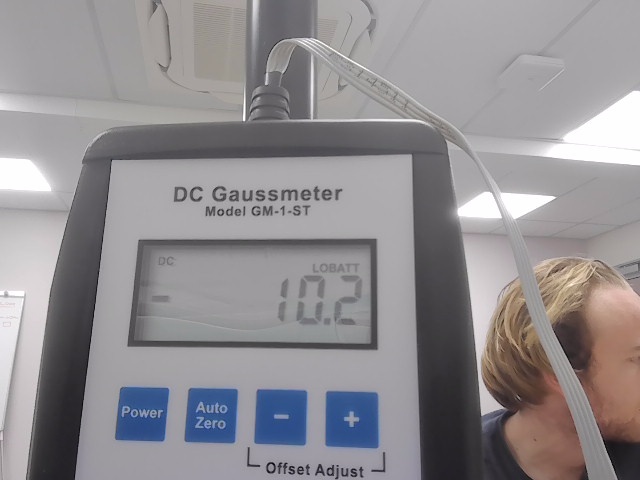 DC Gaussmeter
Model GM-1-ST
DC
LOBATT
- 10.2
Power
Auto
Zero
-
+
Offset Adjust